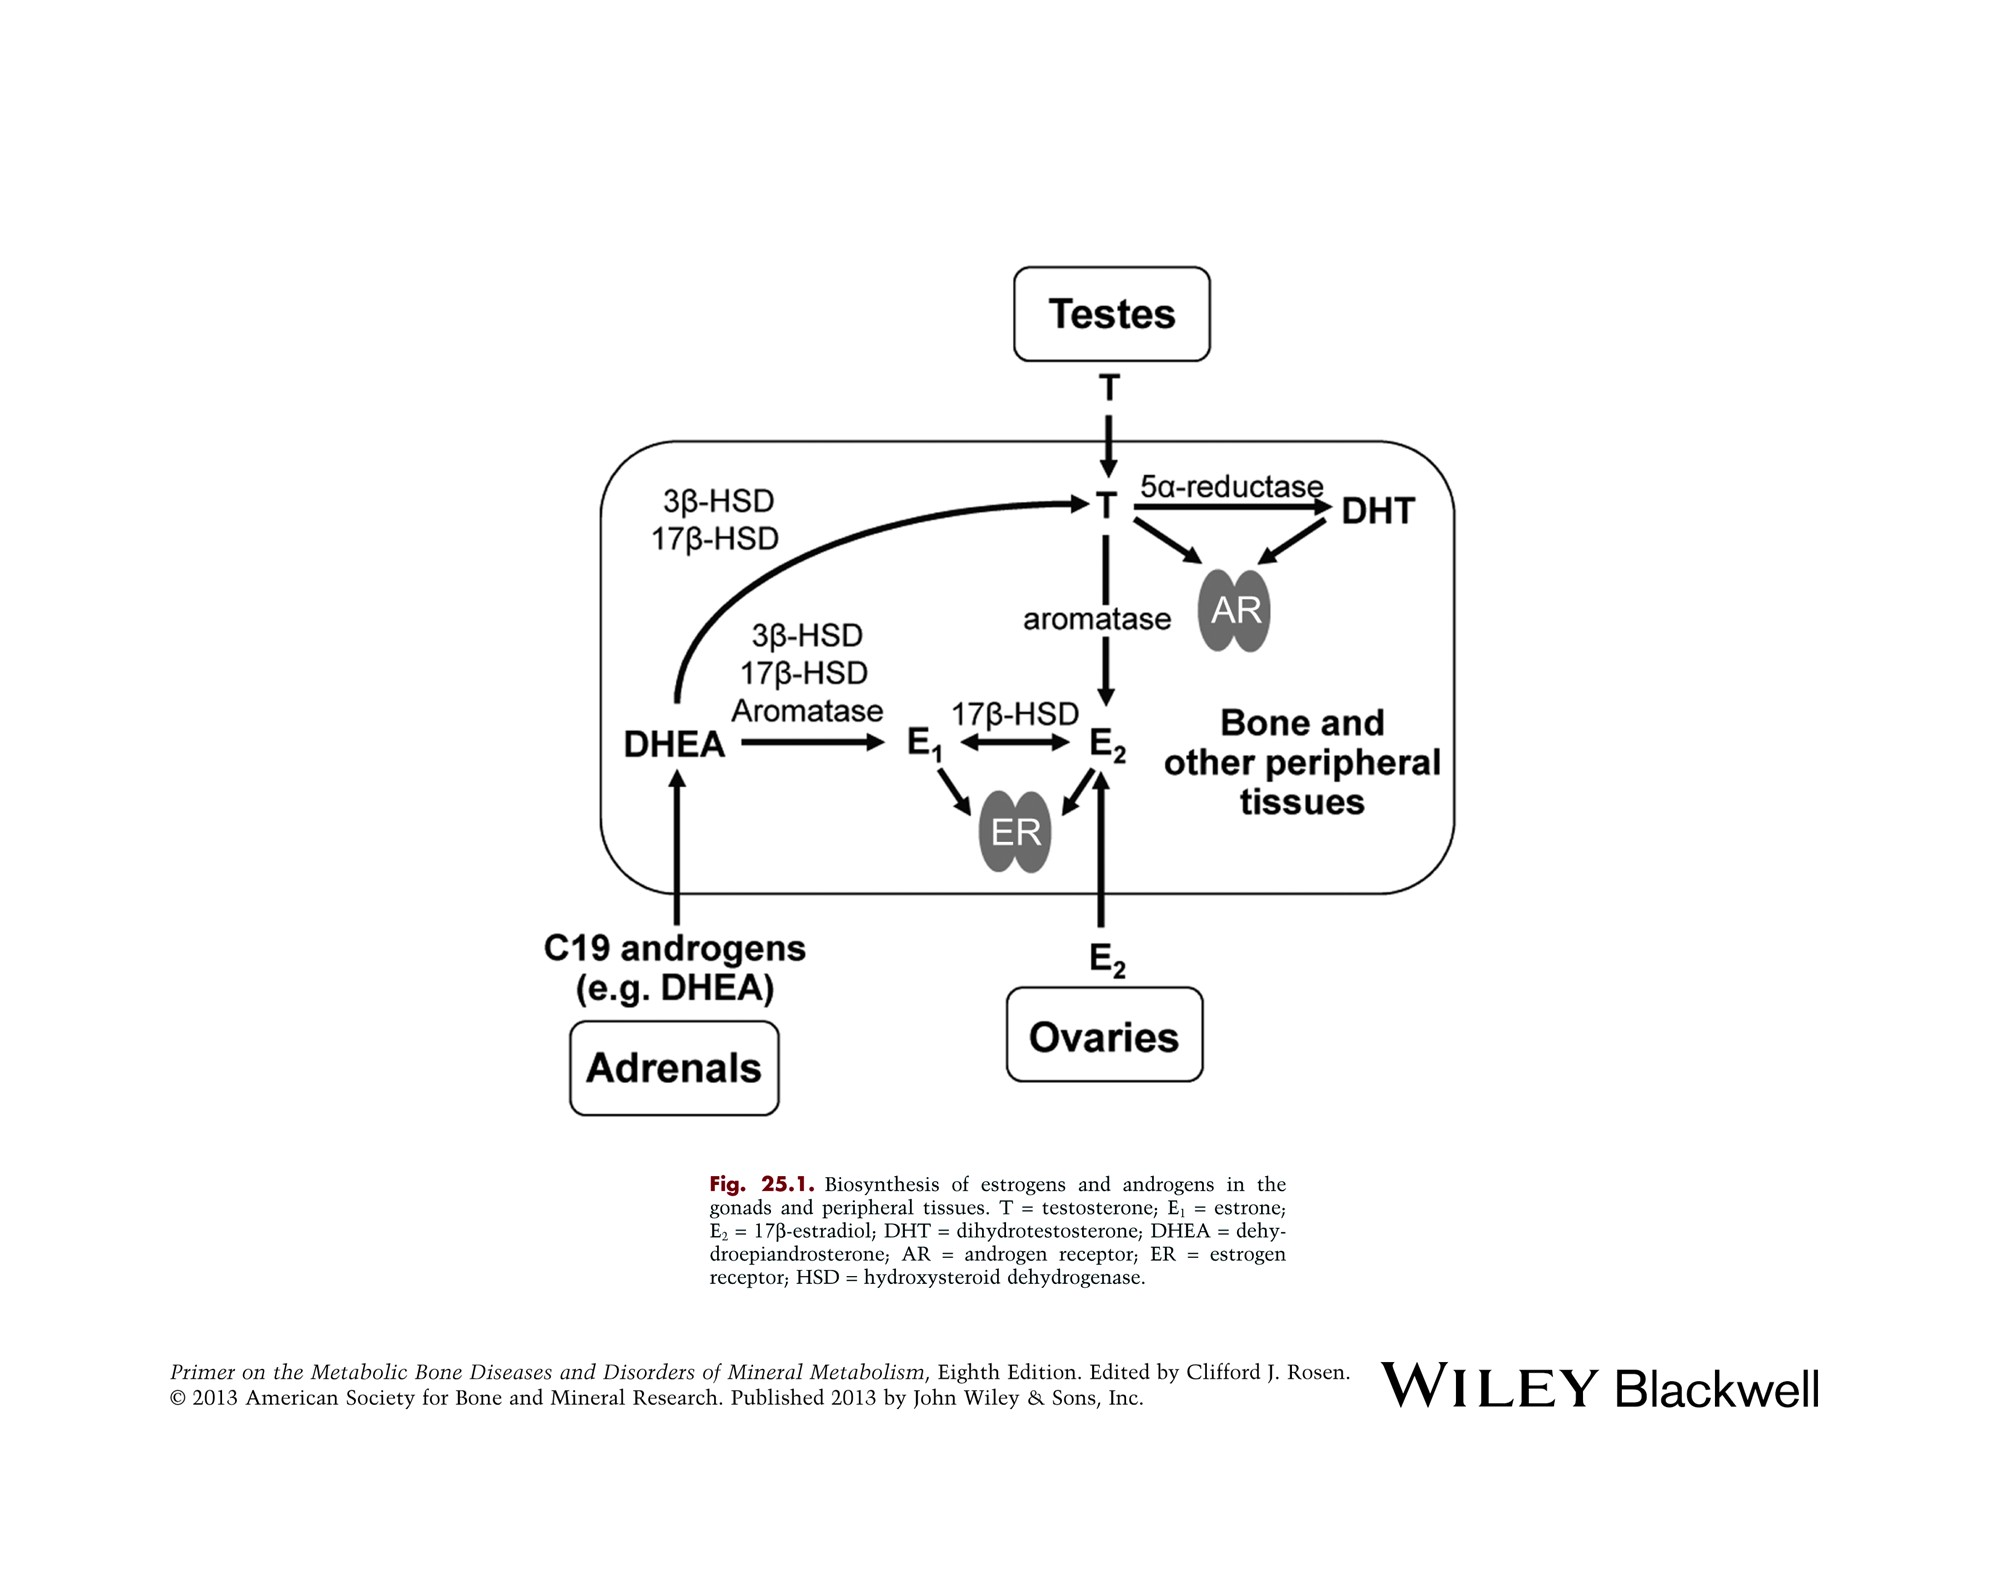 Testes
T
3β-HSD
17β-HSD
T
5α-reductase
DHT
AR
aromatase
3β-HSD
17β-HSD
Aromatase
DHEA
E₁
17β-HSD
E₂
ER
Bone and
other peripheral
tissues
C19 androgens
(e.g. DHEA)
Adrenals
E₂
Ovaries
Fig. 25.1. Biosynthesis of estrogens and androgens in the
gonads and peripheral tissues. T = testosterone; E₁ = estrone;
E₂ = 17β-estradiol; DHT = dihydrotestosterone; DHEA = dehy-
droepiandrosterone; AR = androgen receptor; ER = estrogen
receptor; HSD = hydroxysteroid dehydrogenase.
Primer on the Metabolic Bone Diseases and Disorders of Mineral Metabolism, Eighth Edition. Edited by Clifford J. Rosen.
© 2013 American Society for Bone and Mineral Research. Published 2013 by John Wiley & Sons, Inc.
WILEY Blackwell